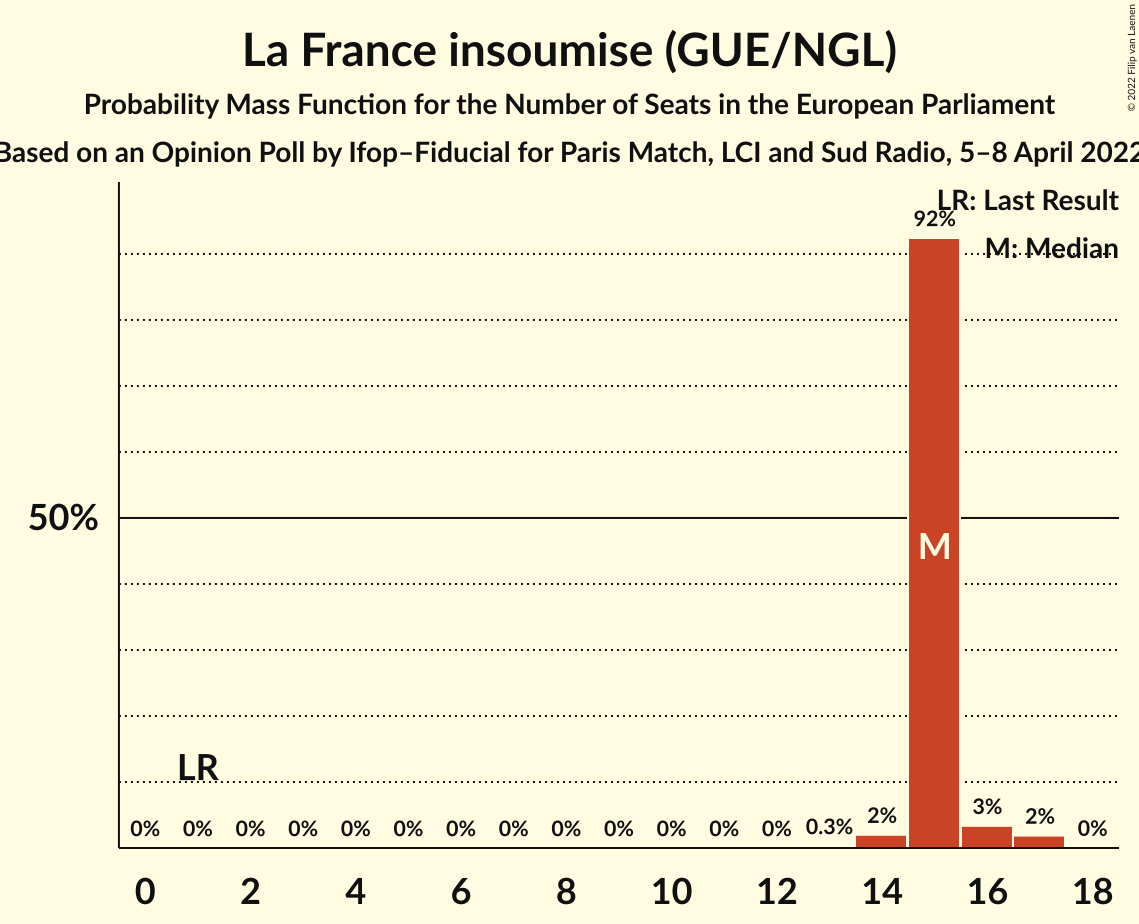 La France insoumise (GUE/NGL)
Probability Mass Function for the Number of Seats in the European Parliament
Based on an Opinion Poll by Ifop–Fiducial for Paris Match, LCI and Sud Radio, 5–8 April 2022
© 2022 Filip van Laenen
LR: Last Result
M: Median
92%
50%
M
LR
0% 0% 0% 0% 0% 0% 0% 0% 0% 0% 0% 0% 0% 0.3% 2% 3% 2% 0%
0 2 4 6 8 10 12 14 16 18